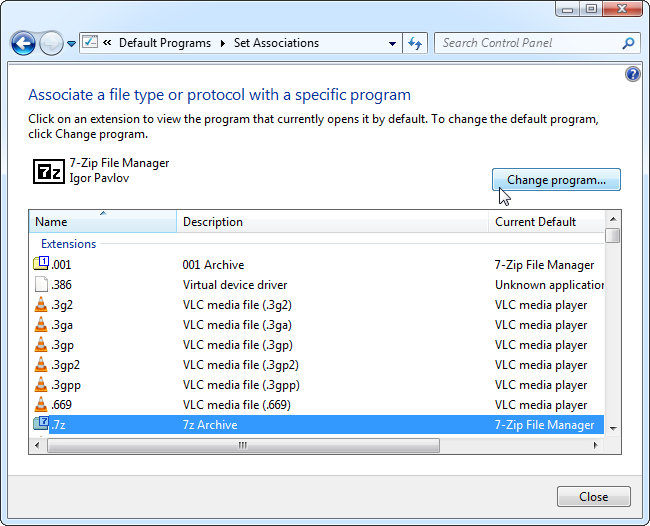 « Default Programs ▸ Set Associations
Search Control Panel
Associate a file type or protocol with a specific program
Click on an extension to view the program that currently opens it by default. To change the default program,
click Change program.
7z
7-Zip File Manager
Igor Pavlov
Change program...
Name Description Current Default
Extensions
.001 001 Archive 7-Zip File Manager
.386 Virtual device driver Unknown application
.3g2 VLC media file (.3g2) VLC media player
.3ga VLC media file (.3ga) VLC media player
.3gp VLC media file (.3gp) VLC media player
.3gp2 VLC media file (.3gp2) VLC media player
.3gpp VLC media file (.3gpp) VLC media player
.669 VLC media file (.669) VLC media player
.7z 7z Archive 7-Zip File Manager
Close